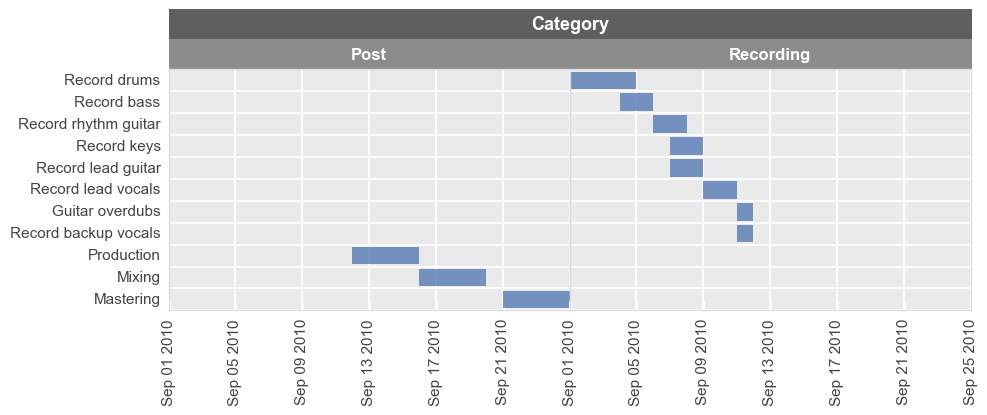 Category
Post Recording
Record drums
Record bass
Record rhythm guitar
Record keys
Record lead guitar
Record lead vocals
Guitar overdubs
Record backup vocals
Production
Mixing
Mastering
Sep 01 2010
Sep 05 2010
Sep 09 2010
Sep 13 2010
Sep 17 2010
Sep 21 2010
Sep 01 2010
Sep 05 2010
Sep 09 2010
Sep 13 2010
Sep 17 2010
Sep 21 2010
Sep 25 2010